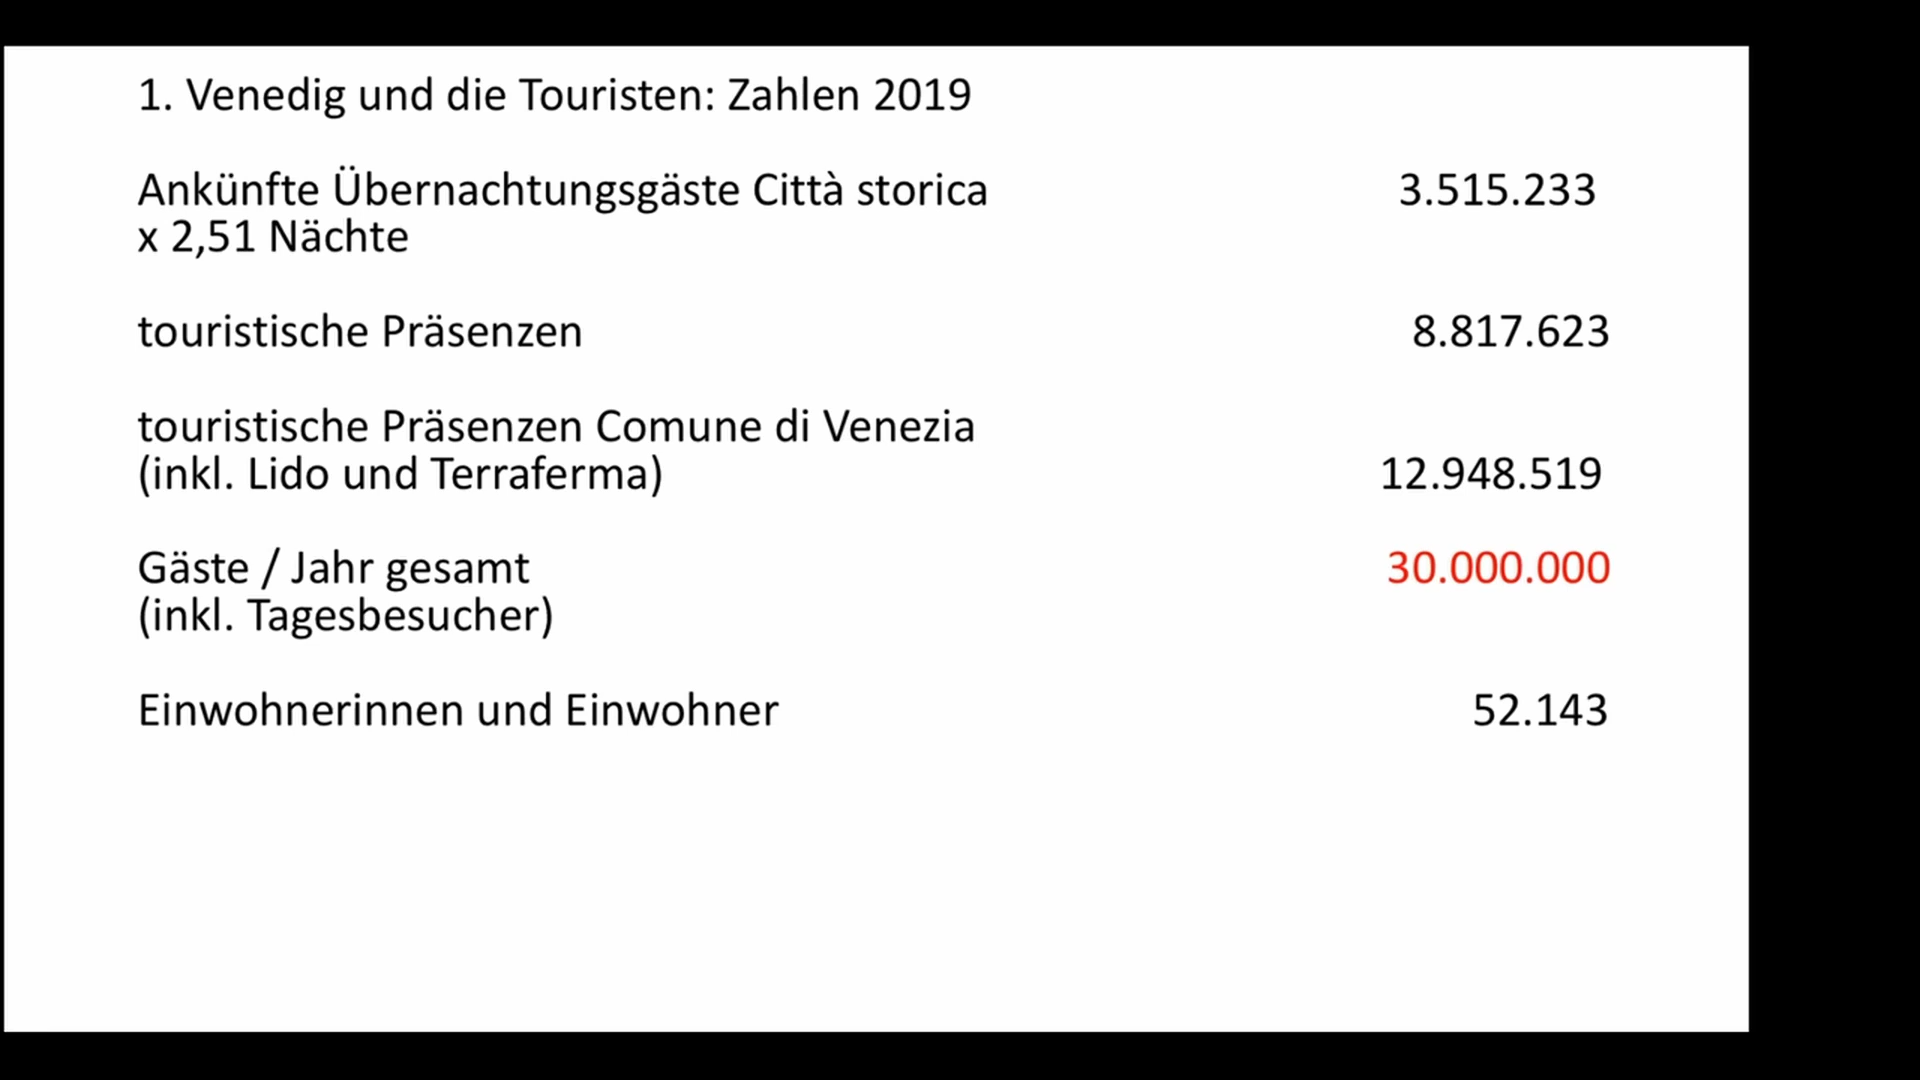 1. Venedig und die Touristen: Zahlen 2019
Ankünfte Übernachtungsgäste Città storica 3.515.233
x 2,51 Nächte
touristische Präsenzen 8.817.623
touristische Präsenzen Comune di Venezia
(inkl. Lido und Terraferma) 12.948.519
Gäste / Jahr gesamt 30.000.000
(inkl. Tagesbesucher)
Einwohnerinnen und Einwohner 52.143